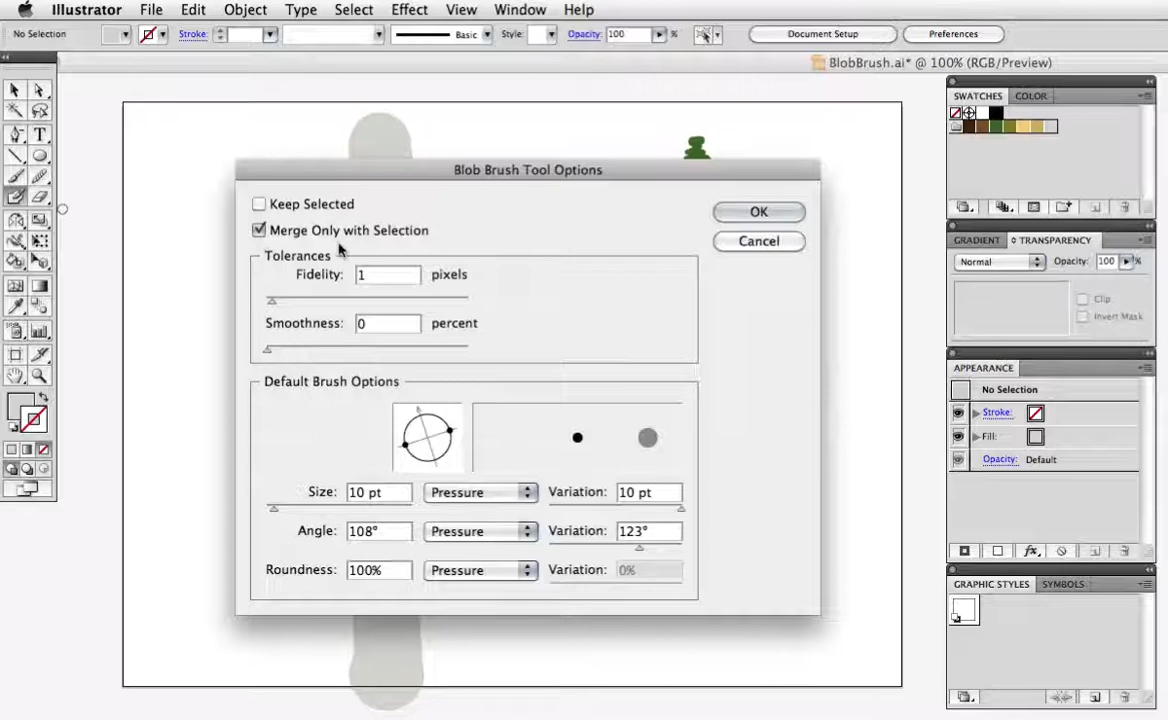 Illustrator File Edit Object Type Select Effect View Window Help
No Selection Stroke: Basic Style: Opacity: 100 % Document Setup Preferences
BlobBrush.ai* @ 100% (RGB/Preview)
SWATCHES COLOR
Blob Brush Tool Options
Keep Selected
Merge Only with Selection
OK
Cancel
Tolerances
Fidelity: 1 pixels
Smoothness: 0 percent
Default Brush Options
Size: 10 pt Pressure Variation: 10 pt
Angle: 108° Pressure Variation: 123°
Roundness: 100% Pressure Variation: 0%
GRADIENT TRANSPARENCY
Normal Opacity: 100 %
Clip
Invert Mask
APPEARANCE
No Selection
Stroke:
Fill:
Opacity: Default
fx
GRAPHIC STYLES SYMBOLS
T